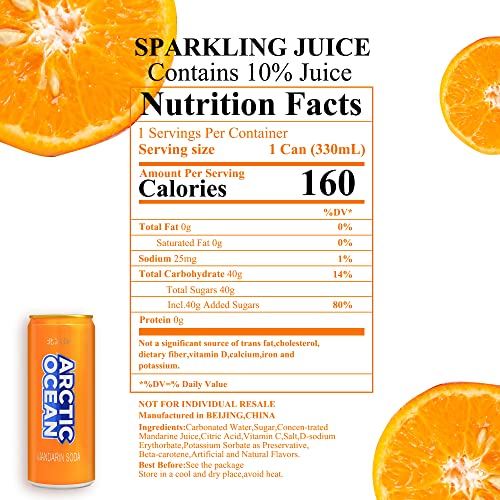 SPARKLING JUICE
Contains 10% Juice
Nutrition Facts
1 Servings Per Container
Serving size 1 Can (330mL)
Amount Per Serving
Calories 160
%DV*
Total Fat 0g 0%
Saturated Fat 0g 0%
Sodium 25mg 1%
Total Carbohydrate 40g 14%
Total Sugars 40g
Incl.40g Added Sugars 80%
Protein 0g
Not a significant source of trans fat,cholesterol,
dietary fiber,vitamin D,calcium,iron and
potassium.
*%DV=% Daily Value
NOT FOR INDIVIDUAL RESALE
Manufactured in BEIJING,CHINA
Ingredients:Carbonated Water,Sugar,Concen-trated
Mandarine Juice,Citric Acid,Vitamin C,Salt,D-sodium
Erythorbate,Potassium Sorbate as Preservative,
Beta-carotene,Artificial and Natural Flavors.
Best Before:See the package
Store in a cool and dry place,avoid heat.
ARCTIC
OCEAN
MANDARIN SODA